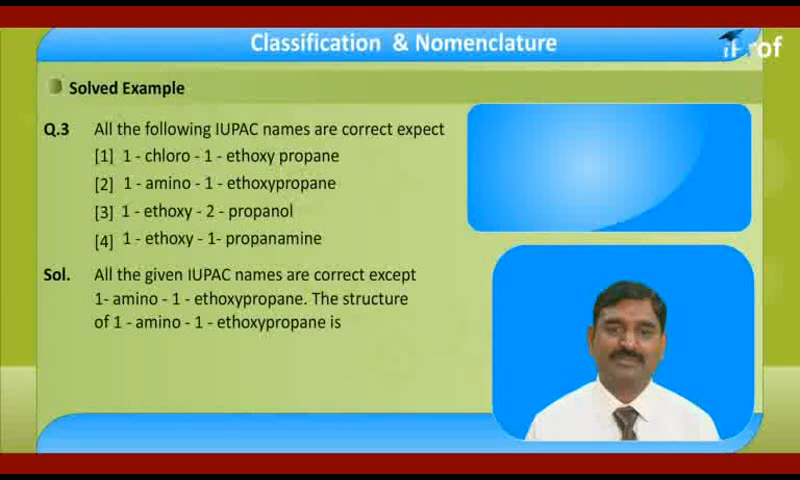 Classification & Nomenclature
iProf
Solved Example
Q.3 All the following IUPAC names are correct expect
[1] 1 - chloro - 1 - ethoxy propane
[2] 1 - amino - 1 - ethoxypropane
[3] 1 - ethoxy - 2 - propanol
[4] 1 - ethoxy - 1- propanamine
Sol. All the given IUPAC names are correct except
1- amino - 1 - ethoxypropane. The structure
of 1 - amino - 1 - ethoxypropane is